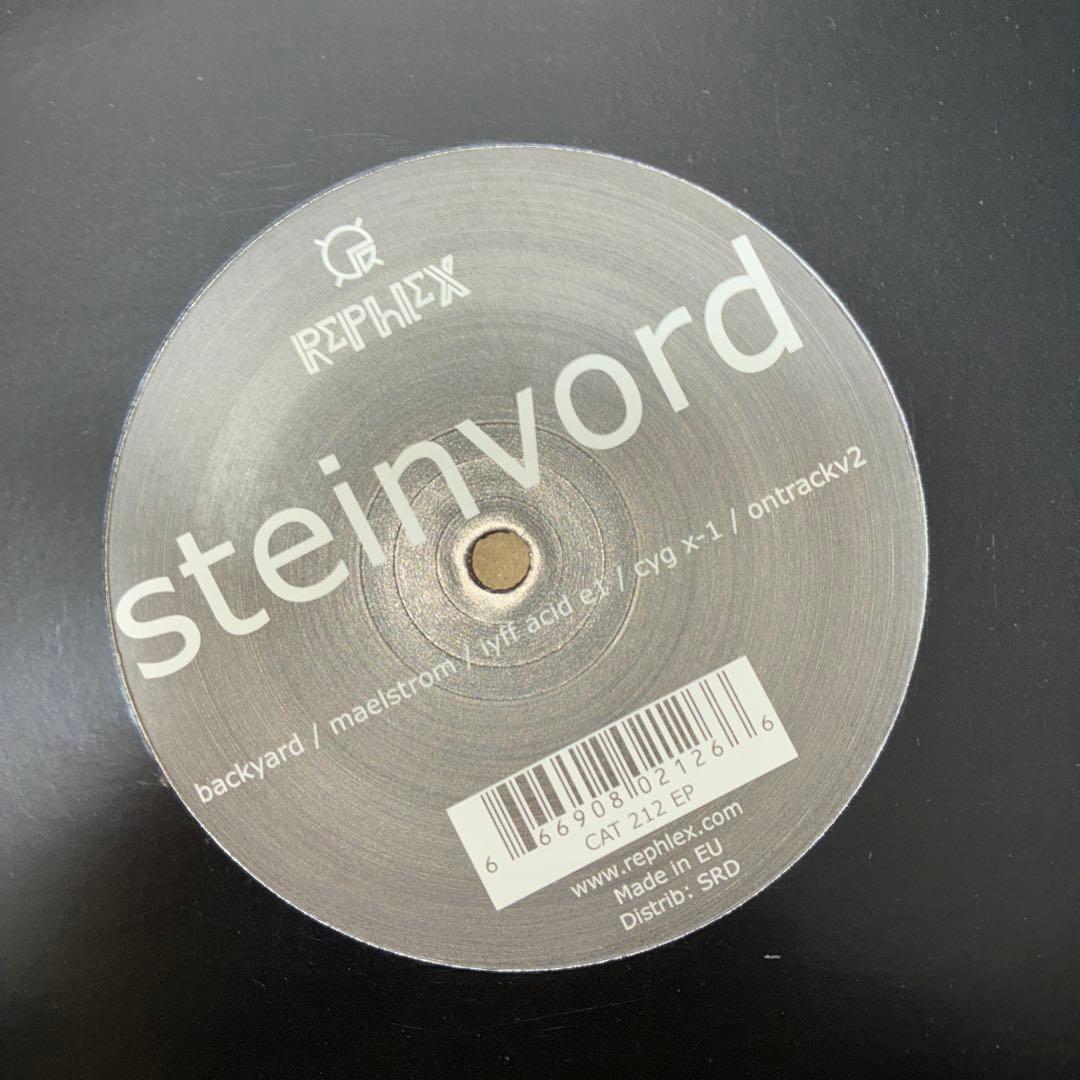 RePhlex
steinvord
backyard / maelstrom / lyff acid e1 / cyg x-1 / ontrackv2
6 66908 02126 6
CAT 212 EP
www.rephlex.com
Made in EU
Distrib: SRD